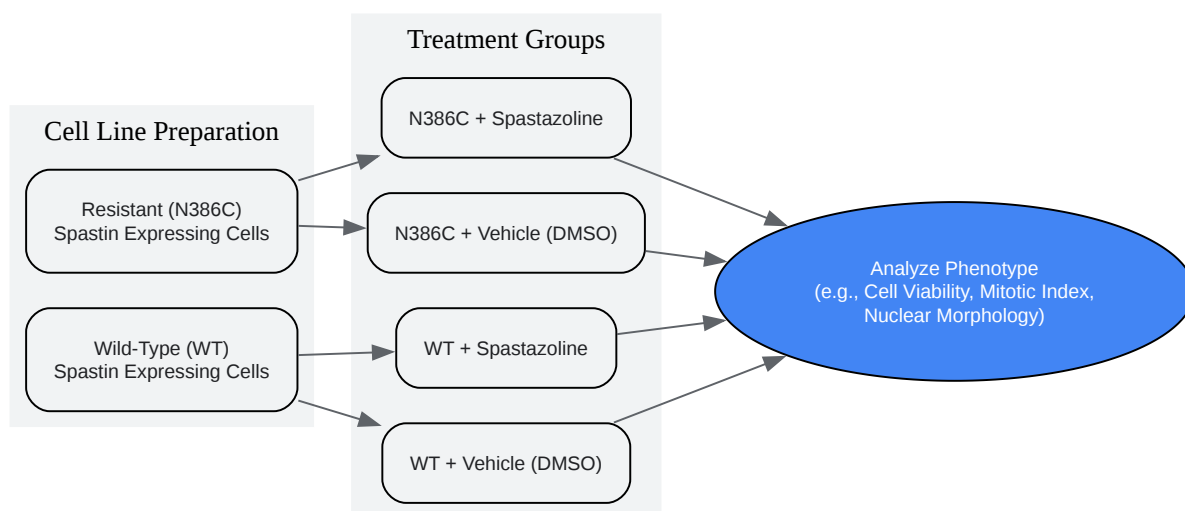 Treatment Groups
Cell Line Preparation
Resistant (N386C)
Spastin Expressing Cells
Wild-Type (WT)
Spastin Expressing Cells
N386C + Spastazoline
N386C + Vehicle (DMSO)
WT + Spastazoline
WT + Vehicle (DMSO)
Analyze Phenotype
(e.g., Cell Viability, Mitotic Index,
Nuclear Morphology)